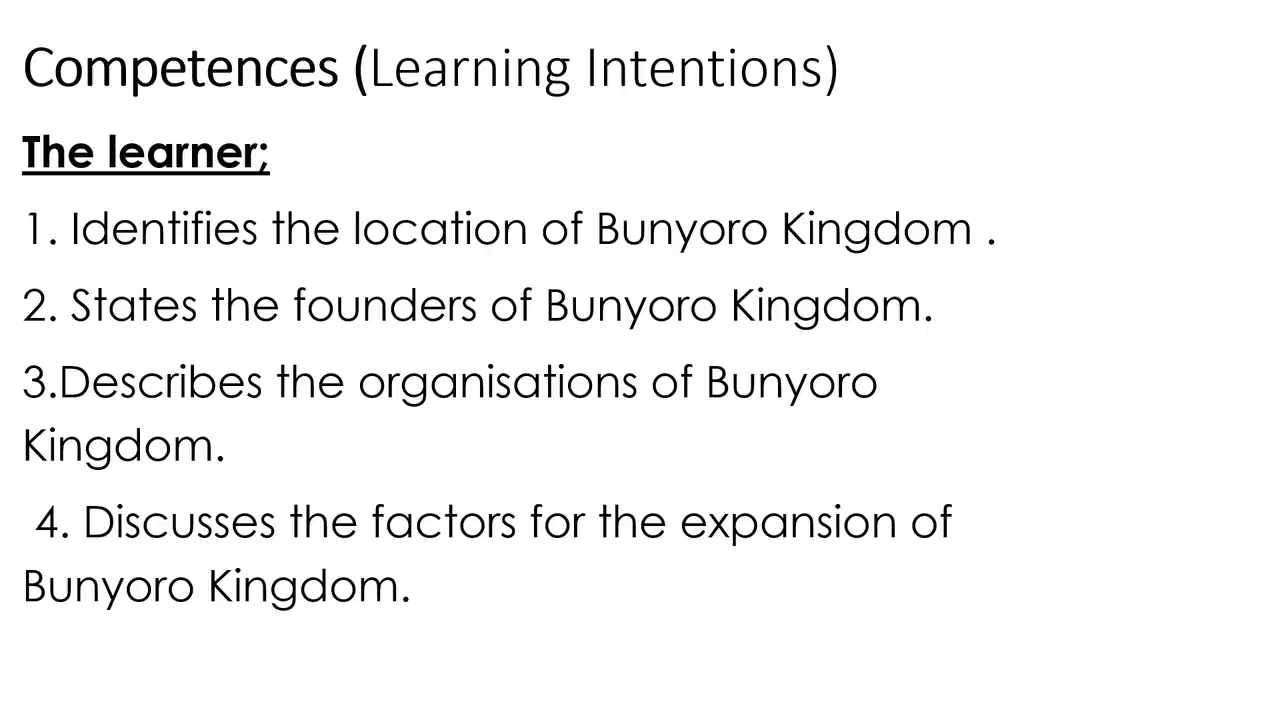 Competences (Learning Intentions)
The learner;
1. Identifies the location of Bunyoro Kingdom .
2. States the founders of Bunyoro Kingdom.
3.Describes the organisations of Bunyoro
Kingdom.
4. Discusses the factors for the expansion of
Bunyoro Kingdom.